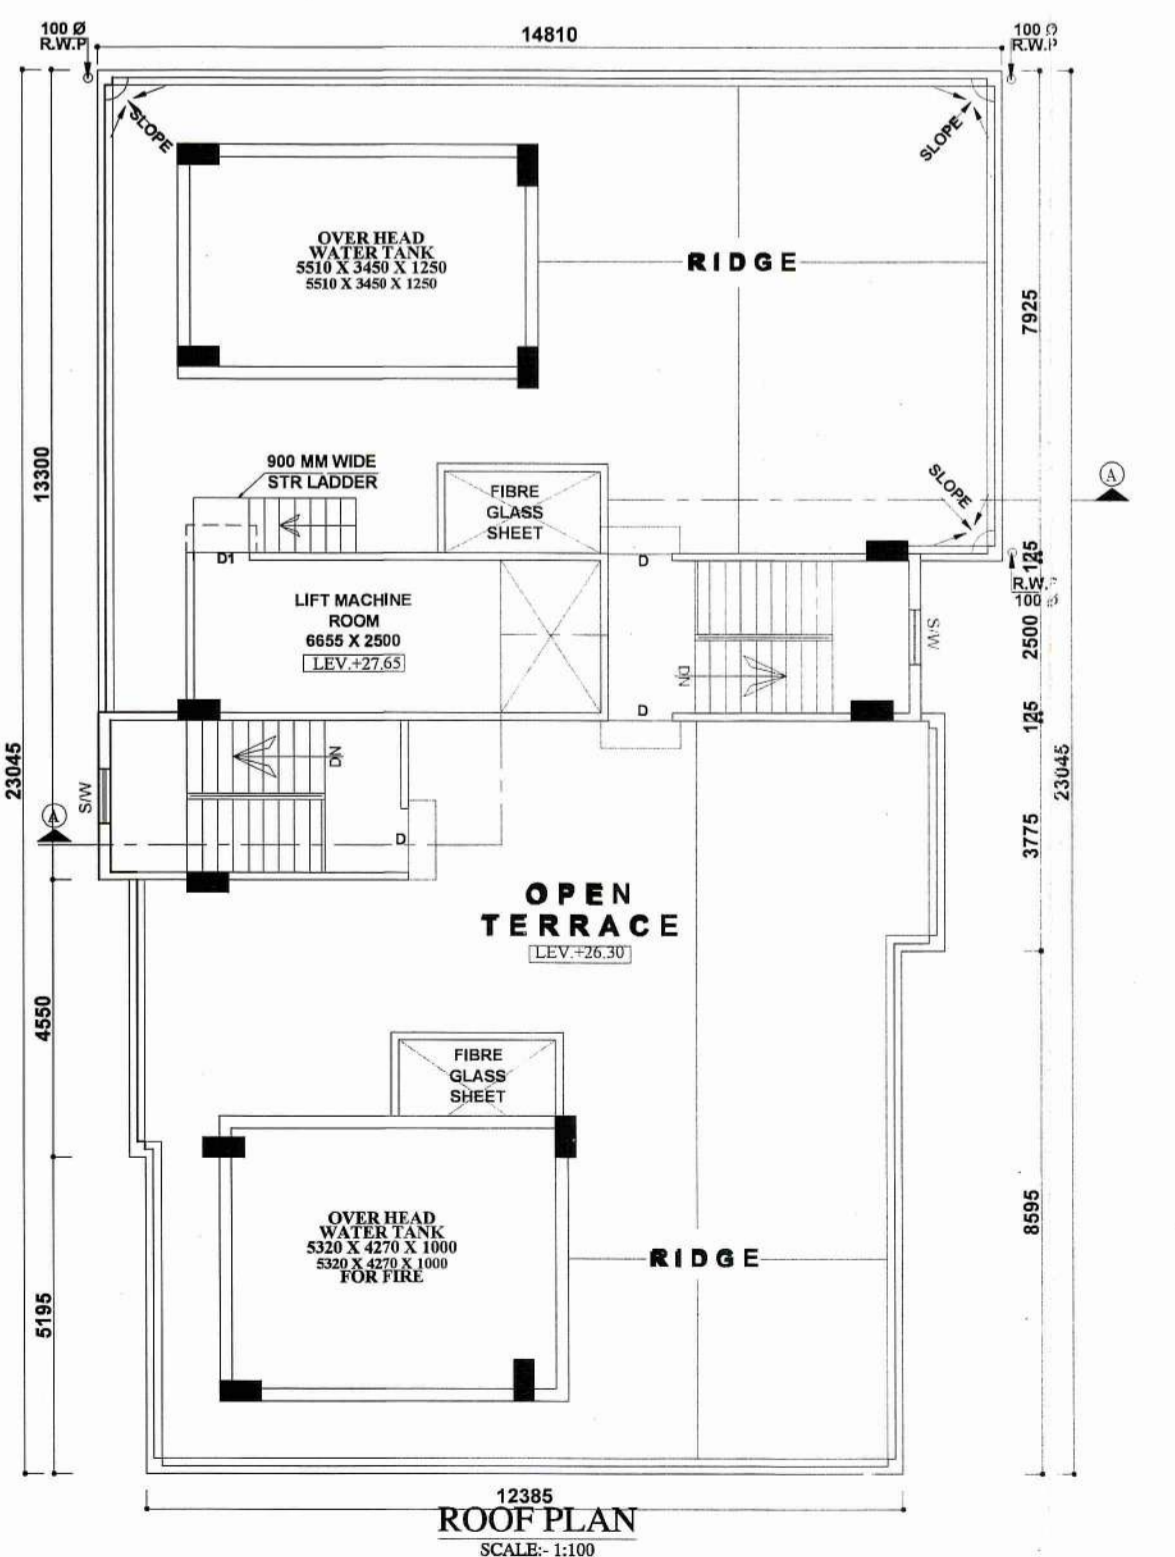 100 Ø
R.W.P
14810
100 Ø
R.W.P
SLOPE
SLOPE
OVER HEAD
WATER TANK
5510 X 3450 X 1250
5510 X 3450 X 1250
RIDGE
7925
13300
900 MM WIDE
STR LADDER
FIBRE
GLASS
SHEET
SLOPE
A
D1
D
125
R.W.
100
LIFT MACHINE
ROOM
6655 X 2500
LEV.+27.65
2500
S/W
DN
D
125
23045
DN
S/W
A
D
23045
3775
OPEN
TERRACE
LEV.+26.30
4550
FIBRE
GLASS
SHEET
OVER HEAD
WATER TANK
5320 X 4270 X 1000
5320 X 4270 X 1000
FOR FIRE
RIDGE
8595
5195
12385
ROOF PLAN
SCALE:- 1:100